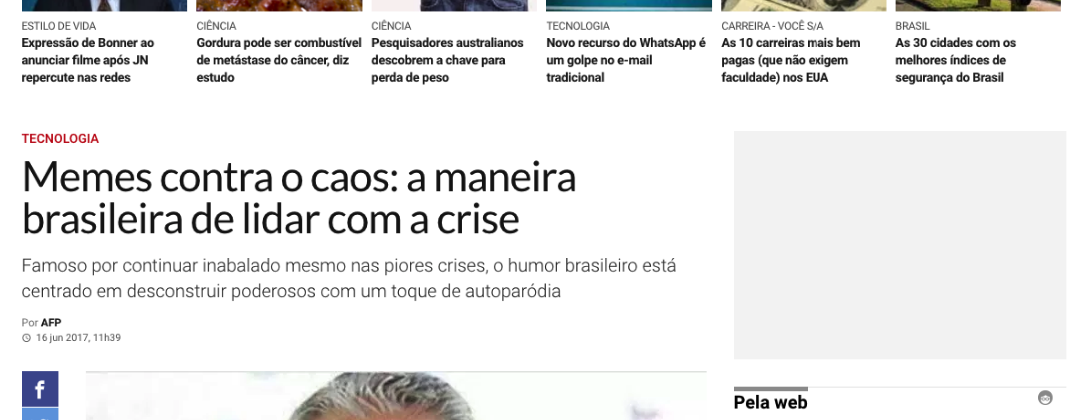 ESTILO DE VIDA
Expressão de Bonner ao
anunciar filme após JN
repercute nas redes
CIÊNCIA
Gordura pode ser combustível
de metástase do câncer, diz
estudo
CIÊNCIA
Pesquisadores australianos
descobrem a chave para
perda de peso
TECNOLOGIA
Novo recurso do WhatsApp é
um golpe no e-mail
tradicional
CARREIRA - VOCÊ S/A
As 10 carreiras mais bem
pagas (que não exigem
faculdade) nos EUA
BRASIL
As 30 cidades com os
melhores índices de
segurança do Brasil
TECNOLOGIA
Memes contra o caos: a maneira
brasileira de lidar com a crise
Famoso por continuar inabalado mesmo nas piores crises, o humor brasileiro está
centrado em desconstruir poderosos com um toque de autoparódia
Por AFP
16 jun 2017, 11h39
f
Pela web